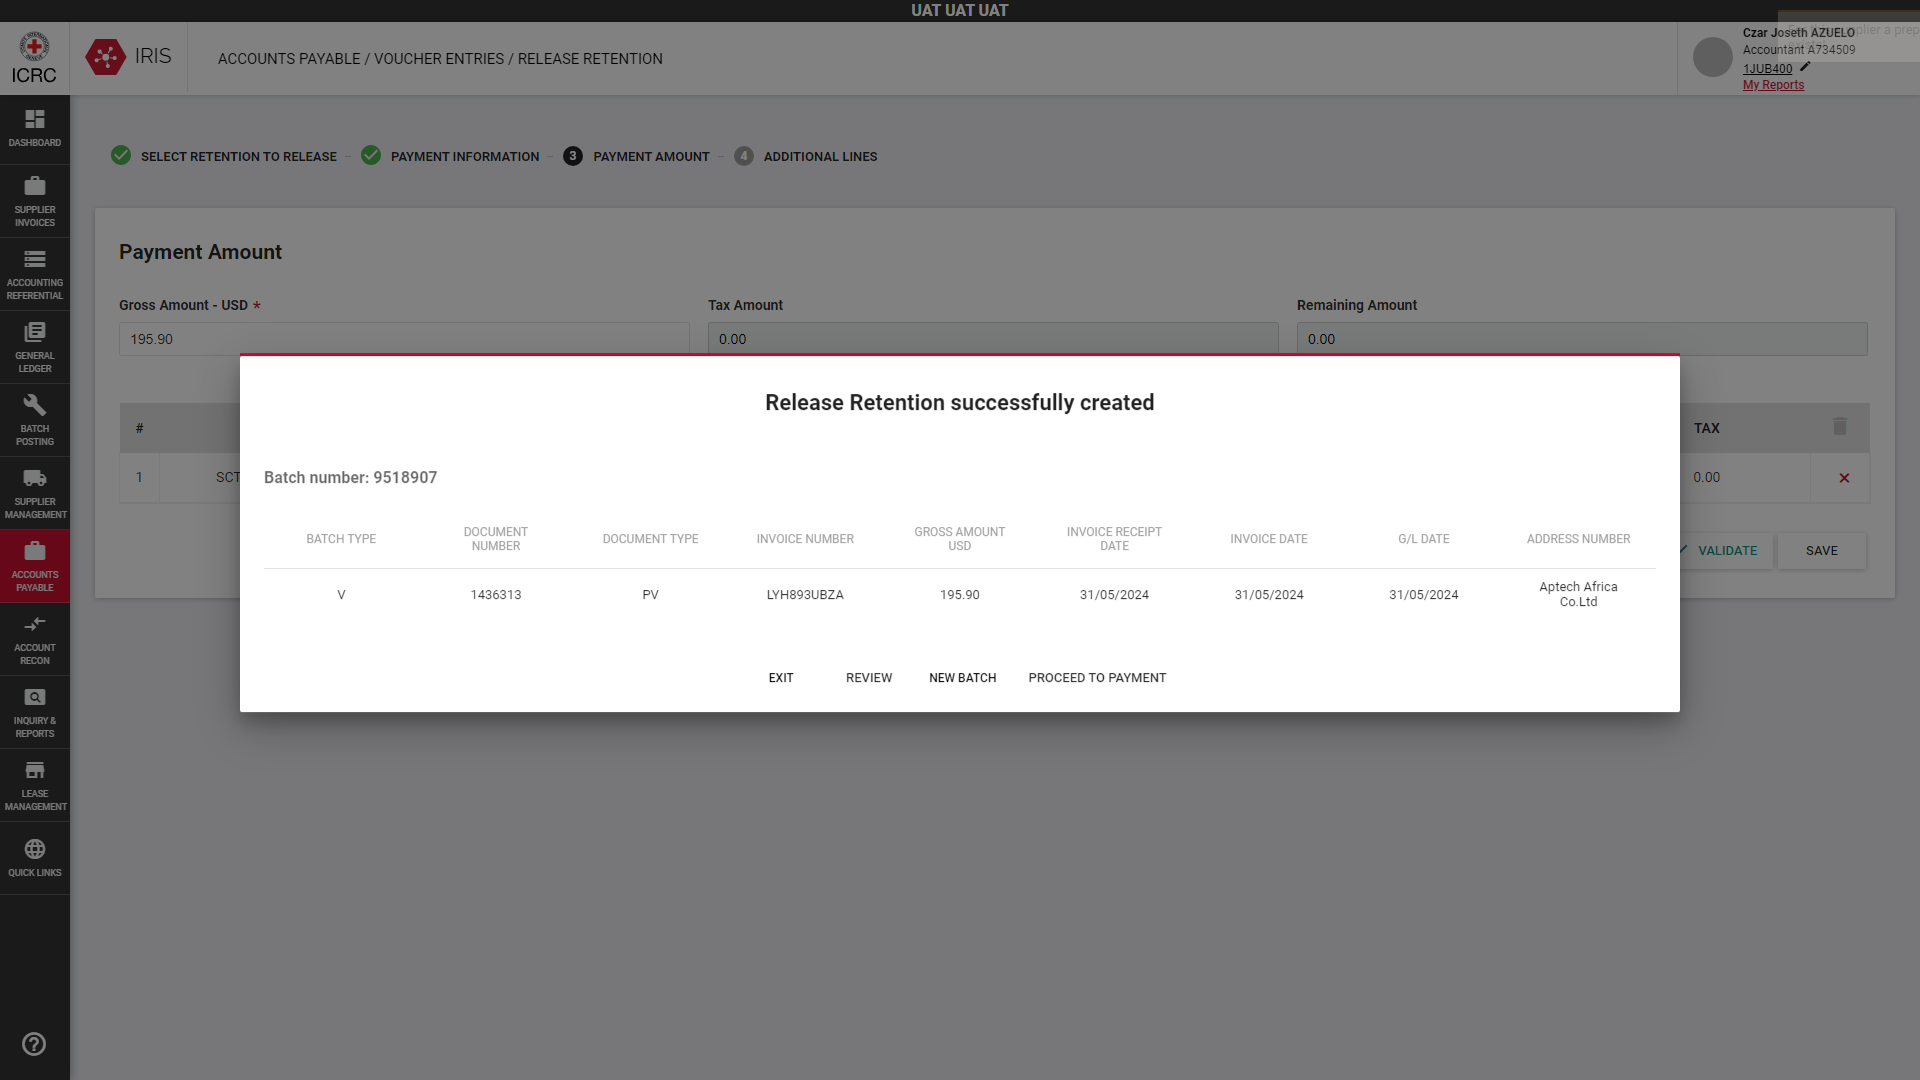 UAT UAT UAT
ICRC
IRIS
ACCOUNTS PAYABLE / VOUCHER ENTRIES / RELEASE RETENTION
Czar Joseth AZUELO
Accountant A734509
1JUB400
My Reports
DASHBOARD
SUPPLIER
INVOICES
ACCOUNTING
REFERENTIAL
GENERAL
LEDGER
BATCH
POSTING
SUPPLIER
MANAGEMENT
ACCOUNTS
PAYABLE
ACCOUNT
RECON
INQUIRY &
REPORTS
LEASE
MANAGEMENT
QUICK LINKS
SELECT RETENTION TO RELEASE
PAYMENT INFORMATION
3 PAYMENT AMOUNT
4 ADDITIONAL LINES
Payment Amount
Gross Amount - USD *
Tax Amount
Remaining Amount
195.90
0.00
0.00
#
TAX
1
SCT
0.00
VALIDATE
SAVE
Release Retention successfully created
Batch number: 9518907
BATCH TYPE
DOCUMENT
NUMBER
DOCUMENT TYPE
INVOICE NUMBER
GROSS AMOUNT
USD
INVOICE RECEIPT
DATE
INVOICE DATE
G/L DATE
ADDRESS NUMBER
V
1436313
PV
LYH893UBZA
195.90
31/05/2024
31/05/2024
31/05/2024
Aptech Africa
Co.Ltd
EXIT
REVIEW
NEW BATCH
PROCEED TO PAYMENT